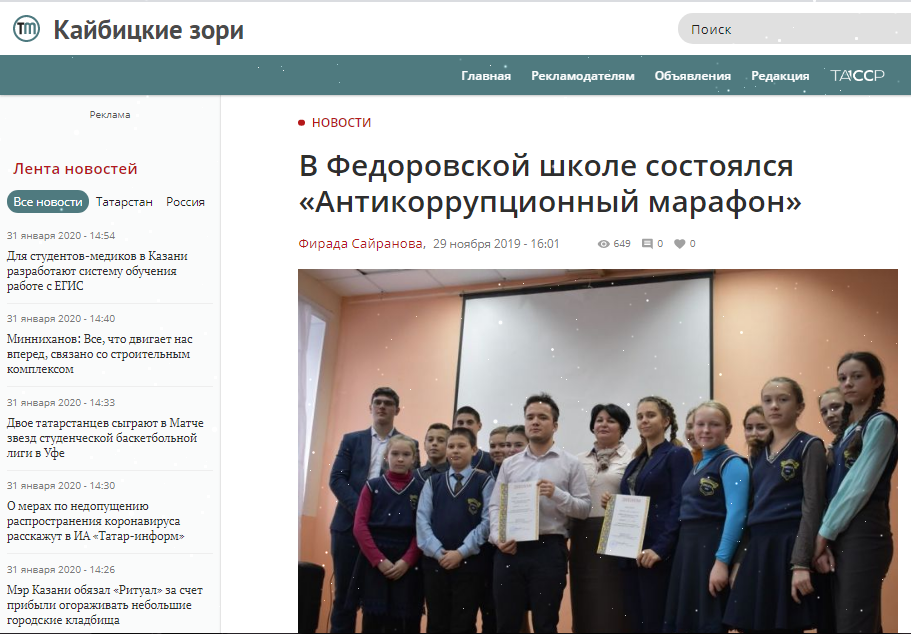 Тт
Кайбицкие зори
Поиск
Главная Рекламодателям Объявления Редакция ТАССР
Реклама
Лента новостей
Все новости Татарстан Россия
31 января 2020 - 14:54
Для студентов-медиков в Казани
разработают систему обучения
работе с ЕГИС
31 января 2020 - 14:40
Минниханов: Все, что двигает нас
вперед, связано со строительным
комплексом
31 января 2020 - 14:33
Двое татарстанцев сыграют в Матче
звезд студенческой баскетбольной
лиги в Уфе
31 января 2020 - 14:30
О мерах по недопущению
распространения коронавируса
расскажут в ИА «Татар-информ»
31 января 2020 - 14:26
Мэр Казани обязал «Ритуал» за счет
прибыли огораживать небольшие
городские кладбища
НОВОСТИ
В Федоровской школе состоялся
«Антикоррупционный марафон»
Фирада Сайранова, 29 ноября 2019 - 16:01 649 0 0